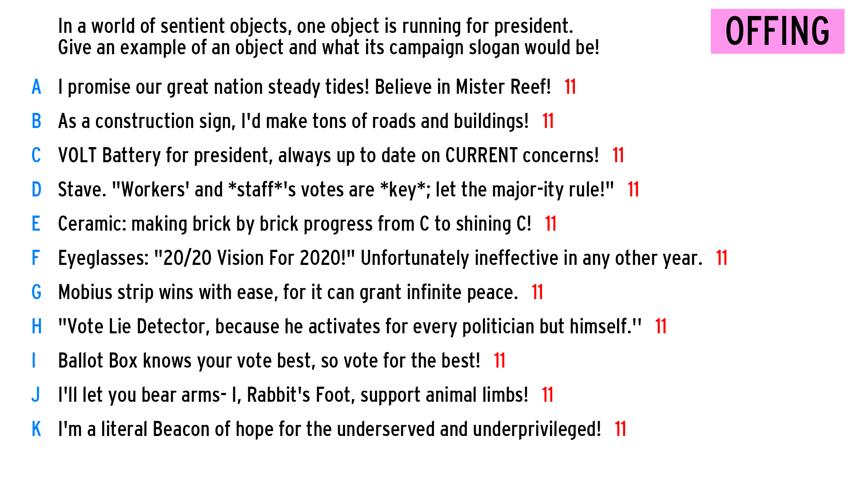 In a world of sentient objects, one object is running for president.
Give an example of an object and what its campaign slogan would be!
OFFING
A I promise our great nation steady tides! Believe in Mister Reef! 11
B As a construction sign, I'd make tons of roads and buildings! 11
C VOLT Battery for president, always up to date on CURRENT concerns! 11
D Stave. "Workers' and *staff*'s votes are *key*; let the major-ity rule!" 11
E Ceramic: making brick by brick progress from C to shining C! 11
F Eyeglasses: "20/20 Vision For 2020!" Unfortunately ineffective in any other year. 11
G Mobius strip wins with ease, for it can grant infinite peace. 11
H "Vote Lie Detector, because he activates for every politician but himself.'' 11
I Ballot Box knows your vote best, so vote for the best! 11
J I'll let you bear arms- I, Rabbit's Foot, support animal limbs! 11
K I'm a literal Beacon of hope for the underserved and underprivileged! 11